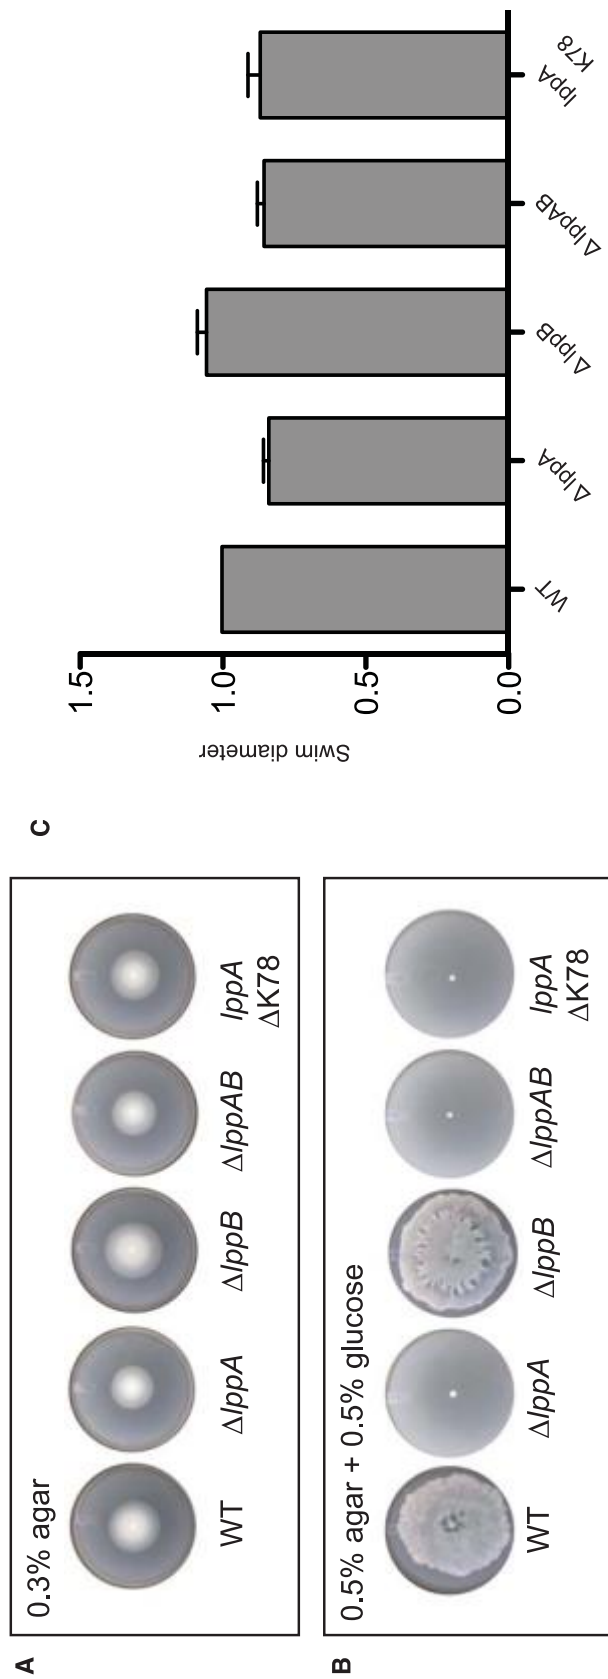 A
0.3% agar
WT
ΔlppA
ΔlppB
ΔlppAB
lppA
ΔK78
B
0.5% agar + 0.5% glucose
WT
ΔlppA
ΔlppB
ΔlppAB
lppA
ΔK78
C
Swim diameter
1.5
1.0
0.5
0.0
WT
ΔlppA
ΔlppB
ΔlppAB
lppA
K78